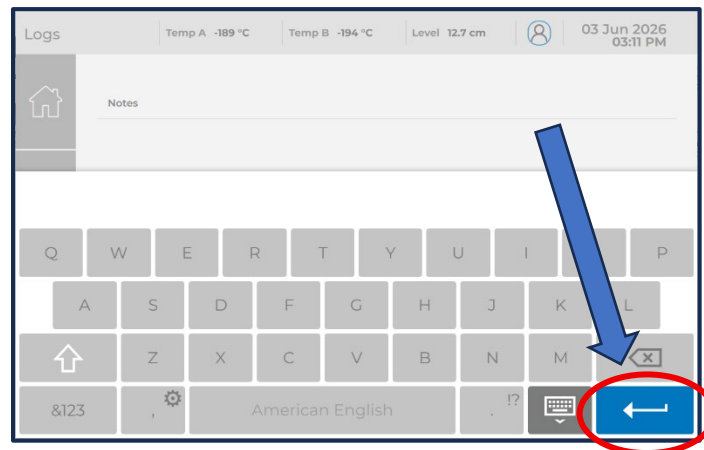 Logs Temp A -189 °C Temp B -194 °C Level 12.7 cm 03 Jun 2026
03:11 PM
Notes
Q W E R T Y U I P
A S D F G H J K L
Z X C V B N M
&123 , American English . !?